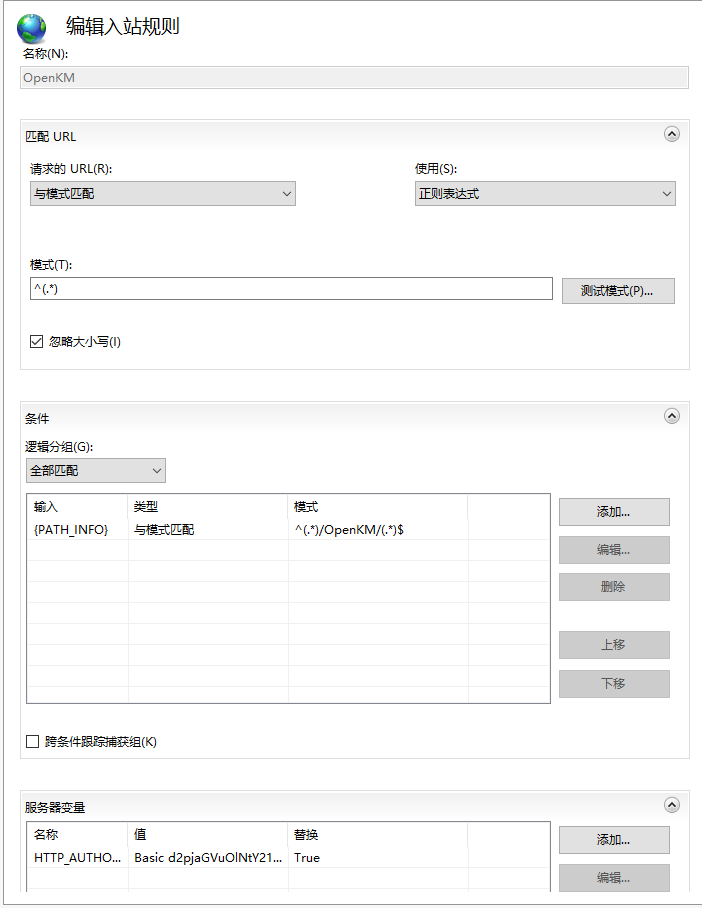 编辑入站规则
名称(N):
OpenKM
匹配 URL
请求的 URL(R):
使用(S):
与模式匹配
正则表达式
模式(T):
^(.*)
测试模式(P)...
忽略大小写(I)
条件
逻辑分组(G):
全部匹配
输入 类型 模式
添加...
{PATH_INFO} 与模式匹配 ^(.*)/OpenKM/(.*)$
编辑...
删除
上移
下移
跨条件跟踪捕获组(K)
服务器变量
名称 值 替换
添加...
HTTP_AUTHO... Basic d2pjaGVuOlNtY21... True
编辑...